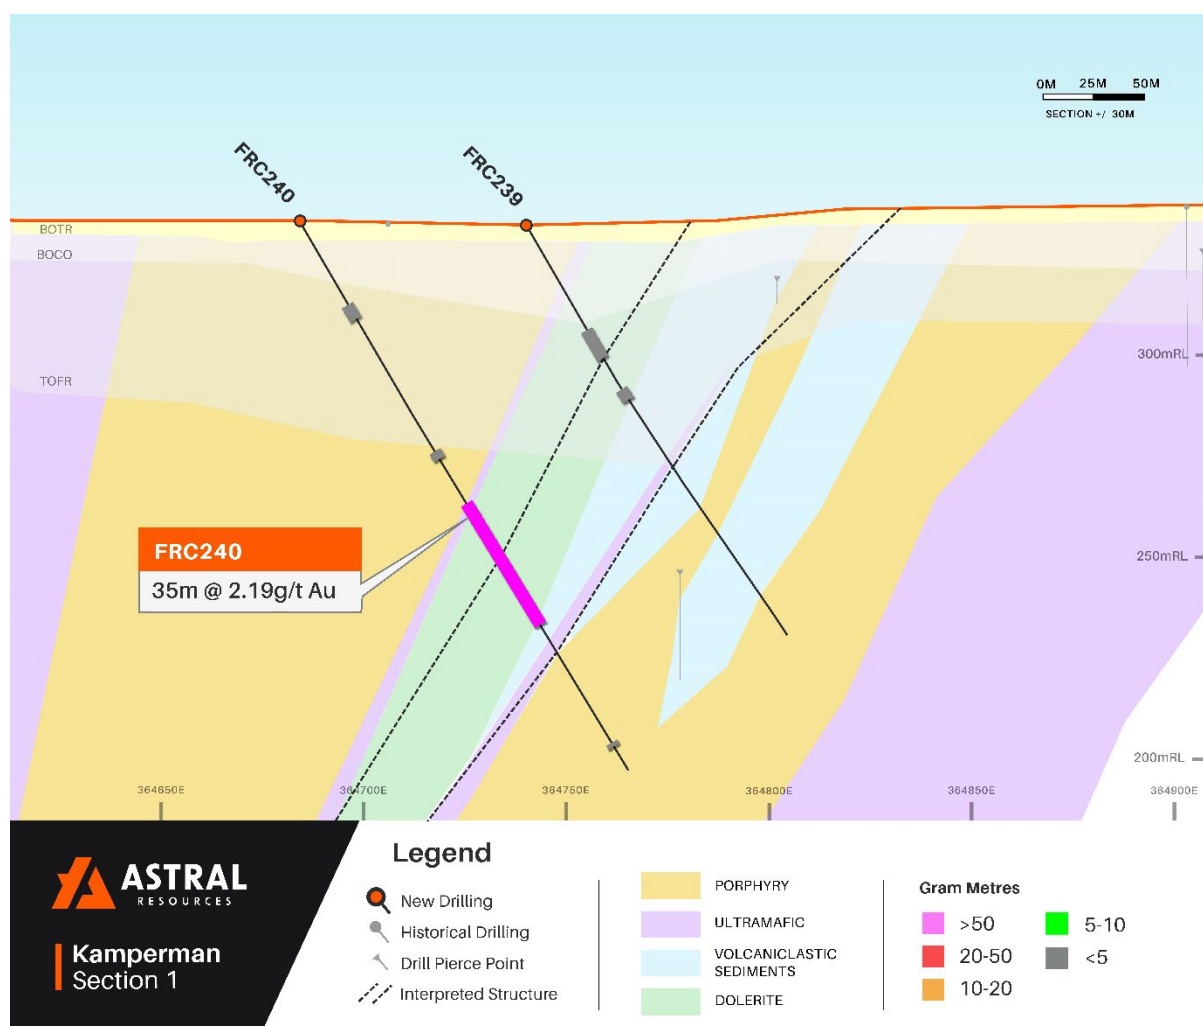 0M 25M 50M
SECTION +/- 30M
FRC240
FRC239
BOTR
BOCO
TOFR
300mRL
250mRL
200mRL
FRC240
35m @ 2.19g/t Au
364650E 364700E 364750E 364800E 364850E 364900E
ASTRAL
RESOURCES
Kamperman
Section 1
Legend
New Drilling
Historical Drilling
Drill Pierce Point
Interpreted Structure
PORPHYRY
ULTRAMAFIC
VOLCANICLASTIC
SEDIMENTS
DOLERITE
Gram Metres
>50
20-50
10-20
5-10
<5